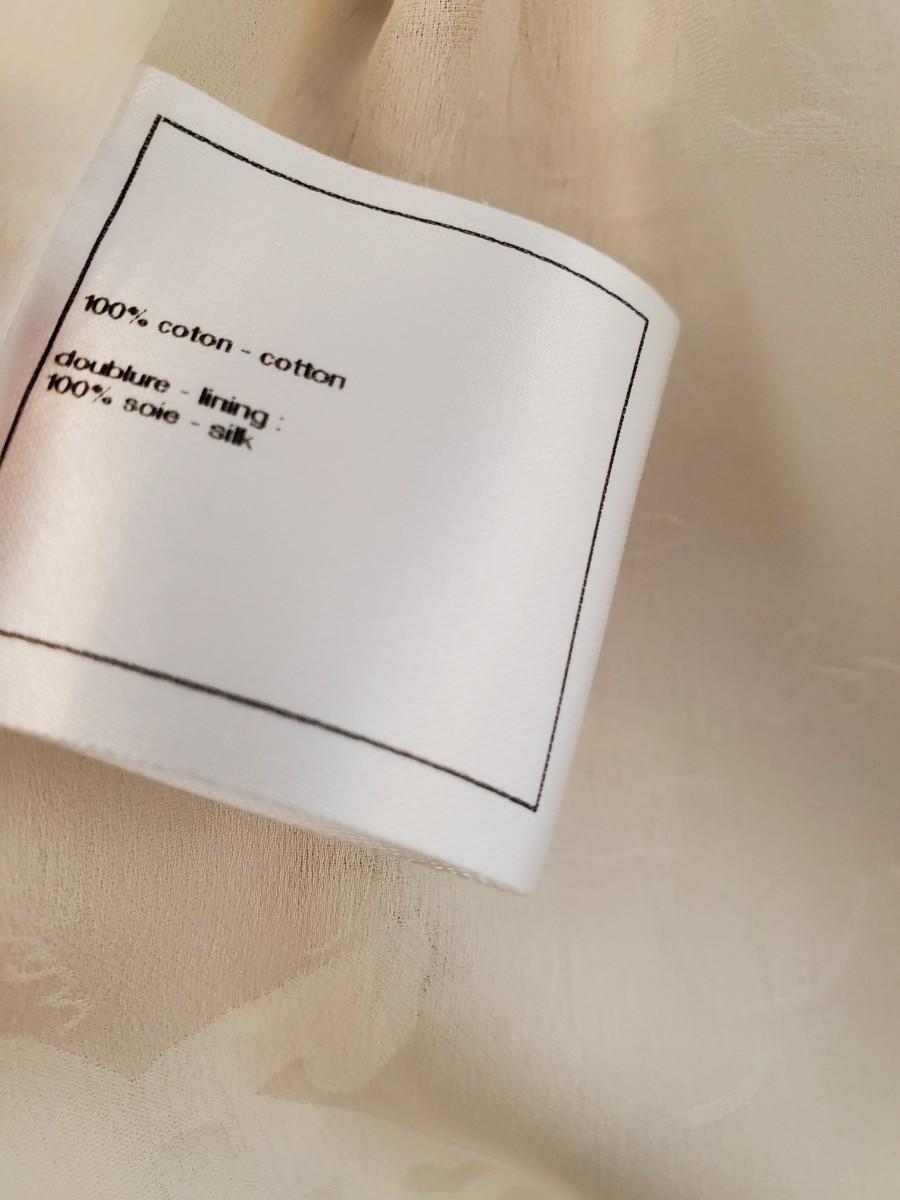 100% coton - cotton
doublure - lining :
100% soie - silk